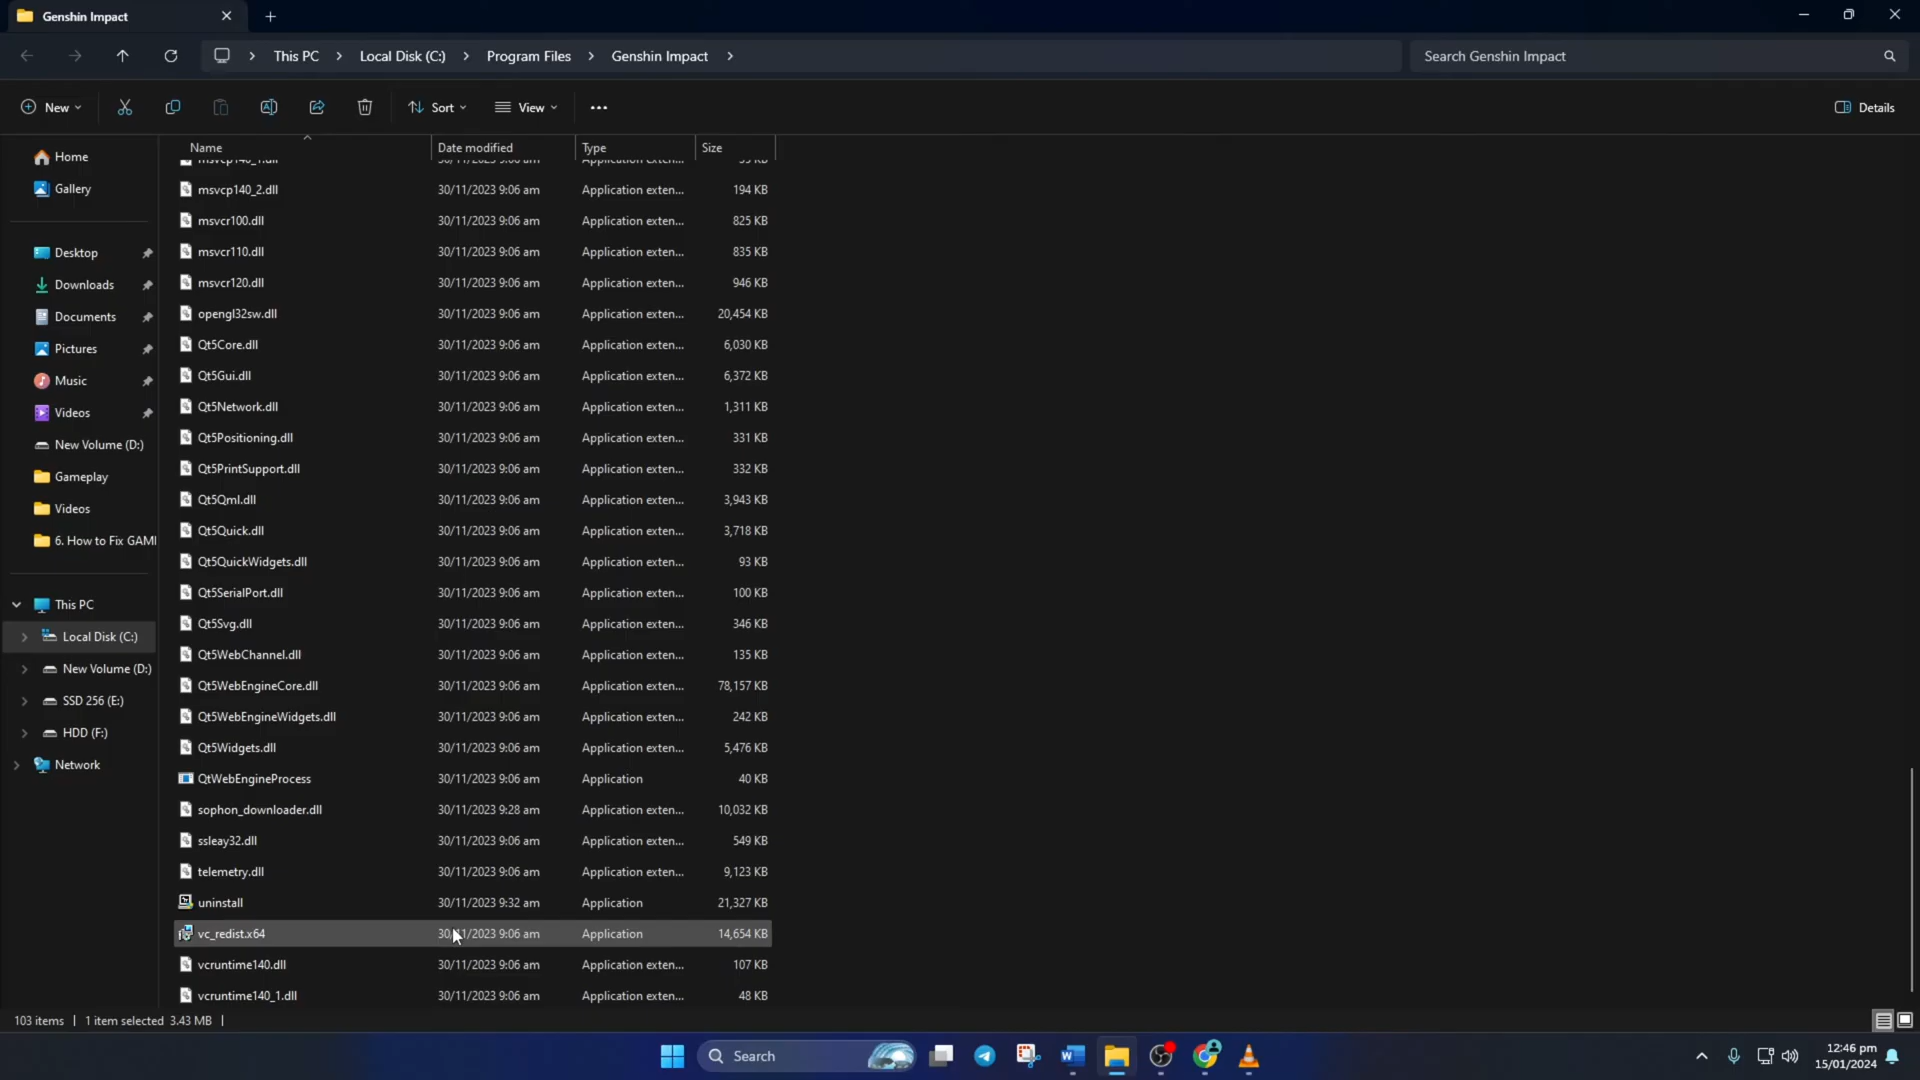 Genshin Impact
This PC > Local Disk (C:) > Program Files > Genshin Impact >
Search Genshin Impact
New
Sort
View
Details
Name Date modified Type Size
msvcp140_2.dll 30/11/2023 9:06 am Application exten... 194 KB
msvcr100.dll 30/11/2023 9:06 am Application exten... 825 KB
msvcr110.dll 30/11/2023 9:06 am Application exten... 835 KB
msvcr120.dll 30/11/2023 9:06 am Application exten... 946 KB
opengl32sw.dll 30/11/2023 9:06 am Application exten... 20,454 KB
Qt5Core.dll 30/11/2023 9:06 am Application exten... 6,030 KB
Qt5Gui.dll 30/11/2023 9:06 am Application exten... 6,372 KB
Qt5Network.dll 30/11/2023 9:06 am Application exten... 1,311 KB
Qt5Positioning.dll 30/11/2023 9:06 am Application exten... 331 KB
Qt5PrintSupport.dll 30/11/2023 9:06 am Application exten... 332 KB
Qt5Qml.dll 30/11/2023 9:06 am Application exten... 3,943 KB
Qt5Quick.dll 30/11/2023 9:06 am Application exten... 3,718 KB
Qt5QuickWidgets.dll 30/11/2023 9:06 am Application exten... 93 KB
Qt5SerialPort.dll 30/11/2023 9:06 am Application exten... 100 KB
Qt5Svg.dll 30/11/2023 9:06 am Application exten... 346 KB
Qt5WebChannel.dll 30/11/2023 9:06 am Application exten... 135 KB
Qt5WebEngineCore.dll 30/11/2023 9:06 am Application exten... 78,157 KB
Qt5WebEngineWidgets.dll 30/11/2023 9:06 am Application exten... 242 KB
Qt5Widgets.dll 30/11/2023 9:06 am Application exten... 5,476 KB
QtWebEngineProcess 30/11/2023 9:06 am Application 40 KB
sophon_downloader.dll 30/11/2023 9:28 am Application exten... 10,032 KB
ssleay32.dll 30/11/2023 9:06 am Application exten... 549 KB
telemetry.dll 30/11/2023 9:06 am Application exten... 9,123 KB
uninstall 30/11/2023 9:32 am Application 21,327 KB
vc_redist.x64 30/11/2023 9:06 am Application 14,654 KB
vcruntime140.dll 30/11/2023 9:06 am Application exten... 107 KB
vcruntime140_1.dll 30/11/2023 9:06 am Application exten... 48 KB
Home
Gallery
Desktop
Downloads
Documents
Pictures
Music
Videos
New Volume (D:)
Gameplay
Videos
6. How to Fix GAMI
This PC
Local Disk (C:)
New Volume (D:)
SSD 256 (E:)
HDD (F:)
Network
103 items | 1 item selected 3.43 MB |
Search
12:46 pm
15/01/2024